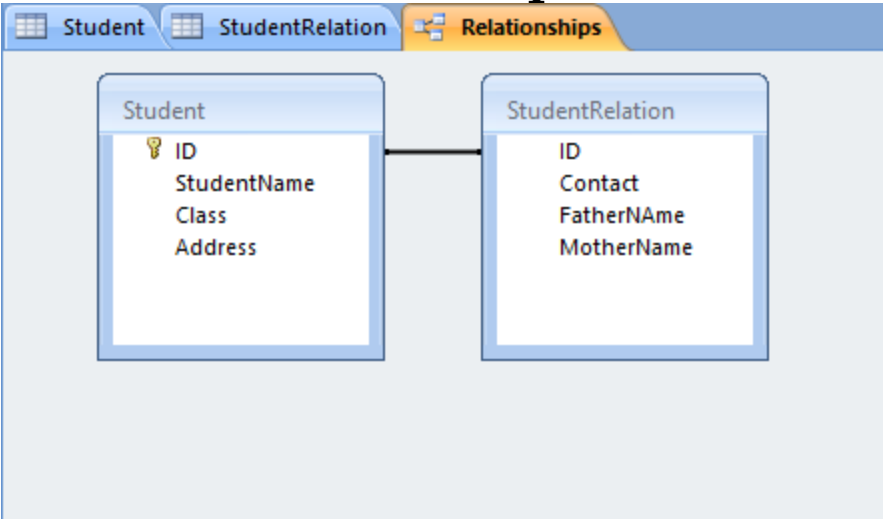 Student StudentRelation Relationships
Student
ID
StudentName
Class
Address
StudentRelation
ID
Contact
FatherNAme
MotherName